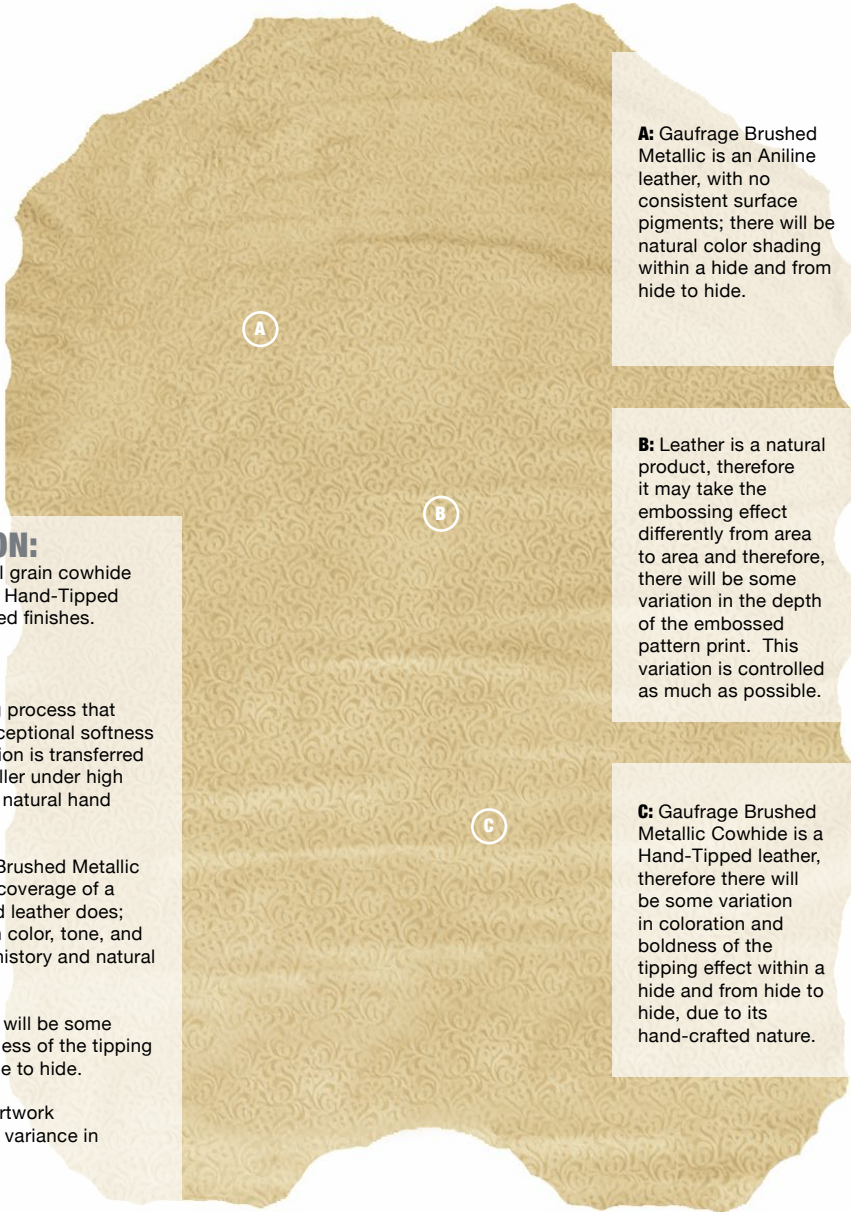 ON:
l grain cowhide
Hand-Tipped
ed finishes.
process that
ceptional softness
ion is transferred
ller under high
natural hand
Brushed Metallic
coverage of a
d leather does;
color, tone, and
history and natural
will be some
ess of the tipping
e to hide.
rtwork
variance in
A
B
C
A: Gaufrage Brushed
Metallic is an Aniline
leather, with no
consistent surface
pigments; there will be
natural color shading
within a hide and from
hide to hide.
B: Leather is a natural
product, therefore
it may take the
embossing effect
differently from area
to area and therefore,
there will be some
variation in the depth
of the embossed
pattern print.  This
variation is controlled
as much as possible.
C: Gaufrage Brushed
Metallic Cowhide is a
Hand-Tipped leather,
therefore there will
be some variation
in coloration and
boldness of the
tipping effect within a
hide and from hide to
hide, due to its
hand-crafted nature.